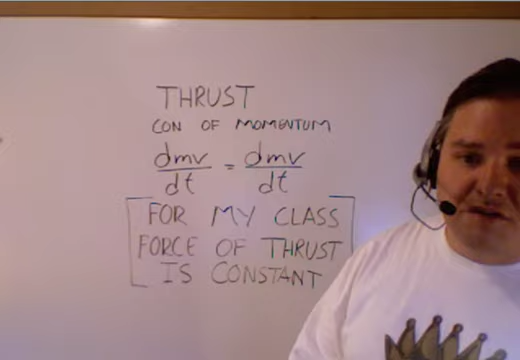 THRUST
CON OF MOMENTUM
dmv/dt = dmv/dt
FOR MY CLASS
FORCE OF THRUST
IS CONSTANT